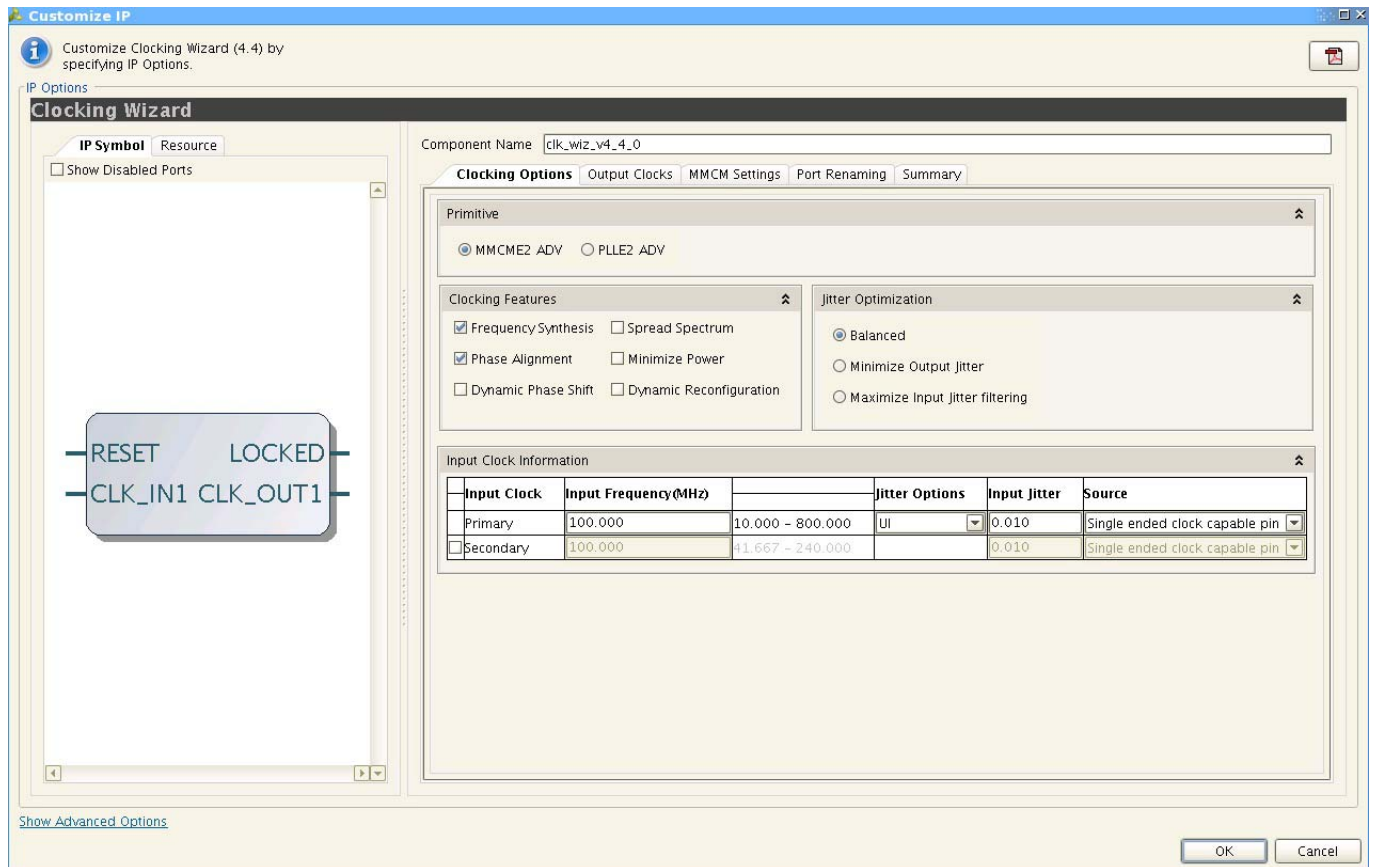 Customize IP
Customize Clocking Wizard (4.4) by
specifying IP Options.
IP Options
Clocking Wizard
IP Symbol Resource
Show Disabled Ports
RESET LOCKED
CLK_IN1 CLK_OUT1
Component Name clk_wiz_v4_4_0
Clocking Options Output Clocks MMCM Settings Port Renaming Summary
Primitive
MMCME2 ADV PLLE2 ADV
Clocking Features
Frequency Synthesis Spread Spectrum
Phase Alignment Minimize Power
Dynamic Phase Shift Dynamic Reconfiguration
Jitter Optimization
Balanced
Minimize Output Jitter
Maximize Input Jitter filtering
Input Clock Information
Input Clock Input Frequency(MHz) Jitter Options Input Jitter Source
Primary 100.000 10.000 - 800.000 UI 0.010 Single ended clock capable pin
Secondary 100.000 41.667 - 240.000 0.010 Single ended clock capable pin
Show Advanced Options
OK Cancel